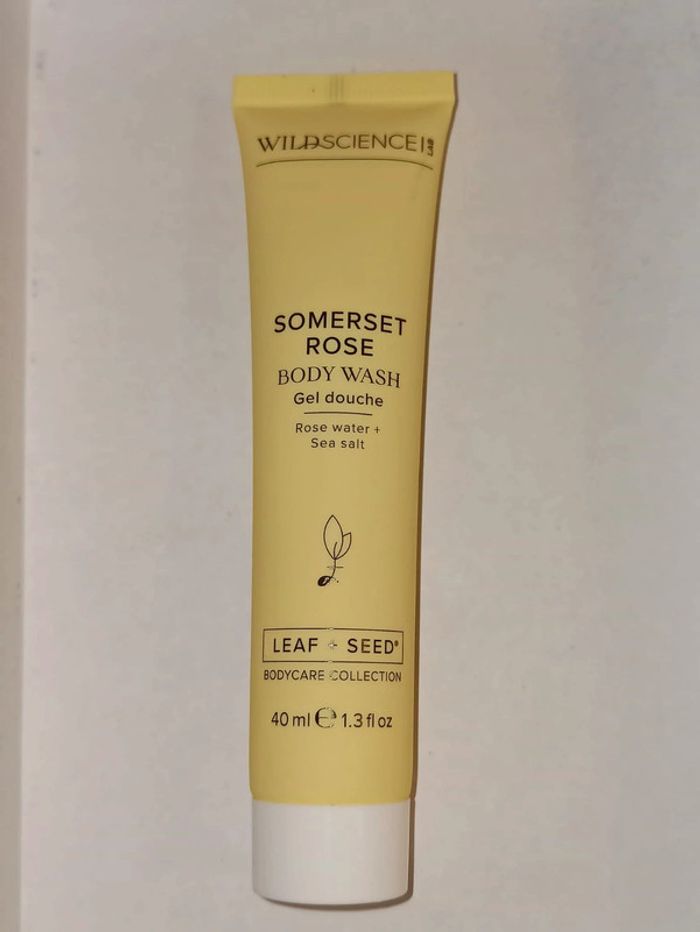 WILDSCIENCE| LAB
SOMERSET
ROSE
BODY WASH
Gel douche
Rose water +
Sea salt
LEAF + SEED®
BODYCARE COLLECTION
40 ml ℮ 1.3 fl oz